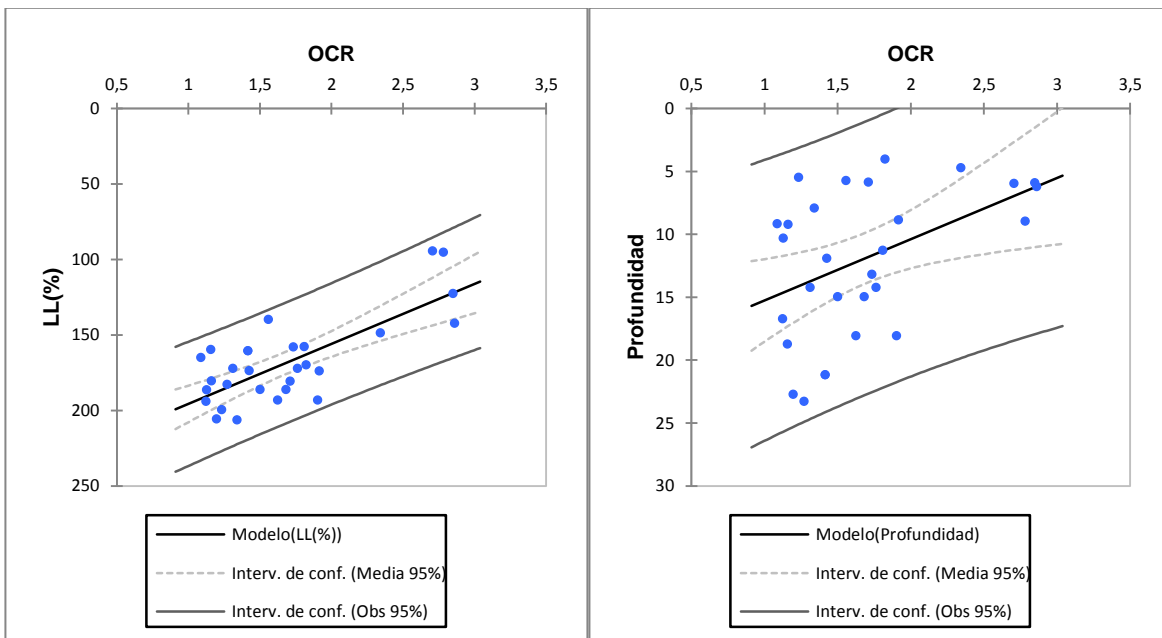 OCR
0,5 1 1,5 2 2,5 3 3,5
0
50
100
150
200
250
LL(%)
Modelo(LL(%))
Interv. de conf. (Media 95%)
Interv. de conf. (Obs 95%)
OCR
0,5 1 1,5 2 2,5 3 3,5
0
5
10
15
20
25
30
Profundidad
Modelo(Profundidad)
Interv. de conf. (Media 95%)
Interv. de conf. (Obs 95%)